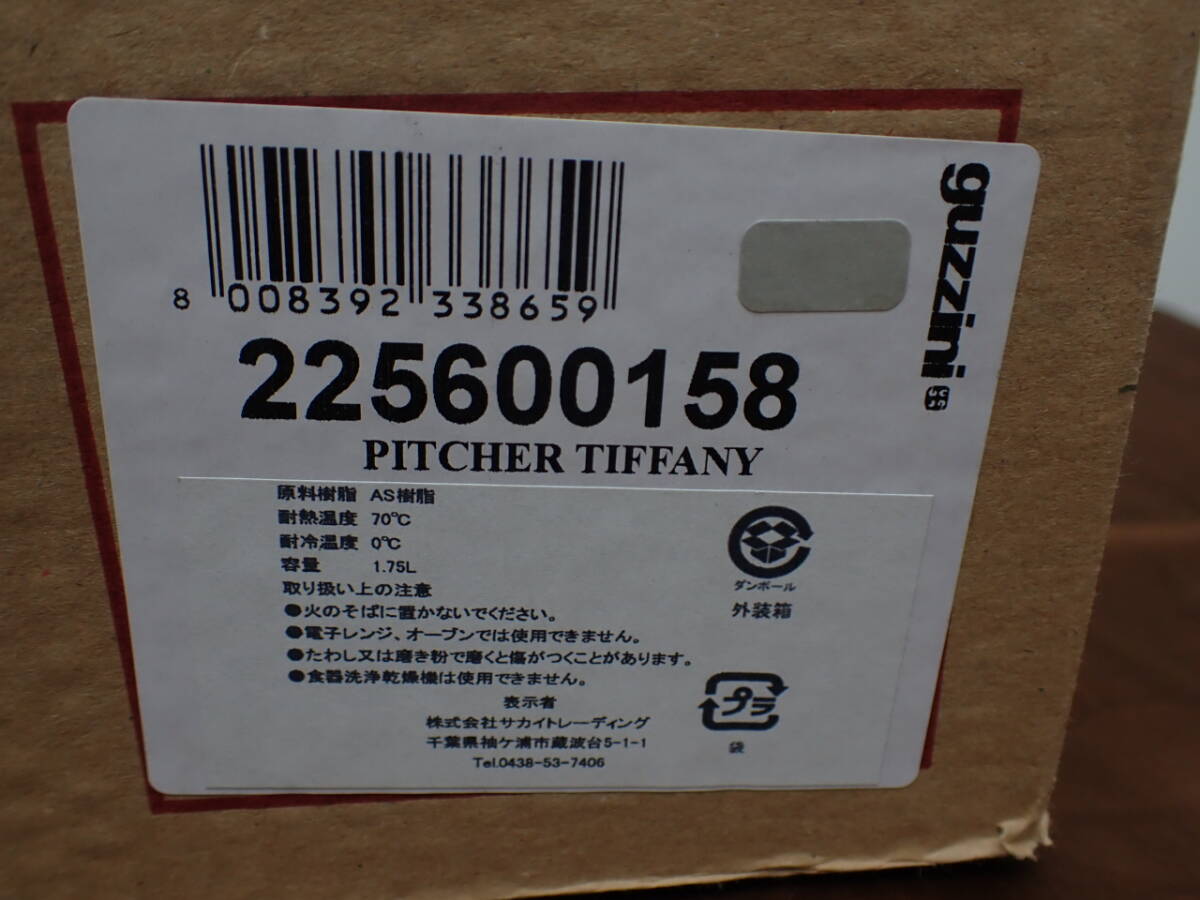 8 008392 338659
guzzini
225600158
PITCHER TIFFANY
原料樹脂 AS樹脂
耐熱温度 70℃
耐冷温度 0℃
容量 1.75L
取り扱い上の注意
●火のそばに置かないでください。
●電子レンジ、オーブンでは使用できません。
●たわし又は磨き粉で磨くと傷がつくことがあります。
●食器洗浄乾燥機は使用できません。
表示者
株式会社サカイトレーディング
千葉県袖ケ浦市蔵波台5-1-1
Tel.0438-53-7406
ダンボール
外装箱
プラ
袋